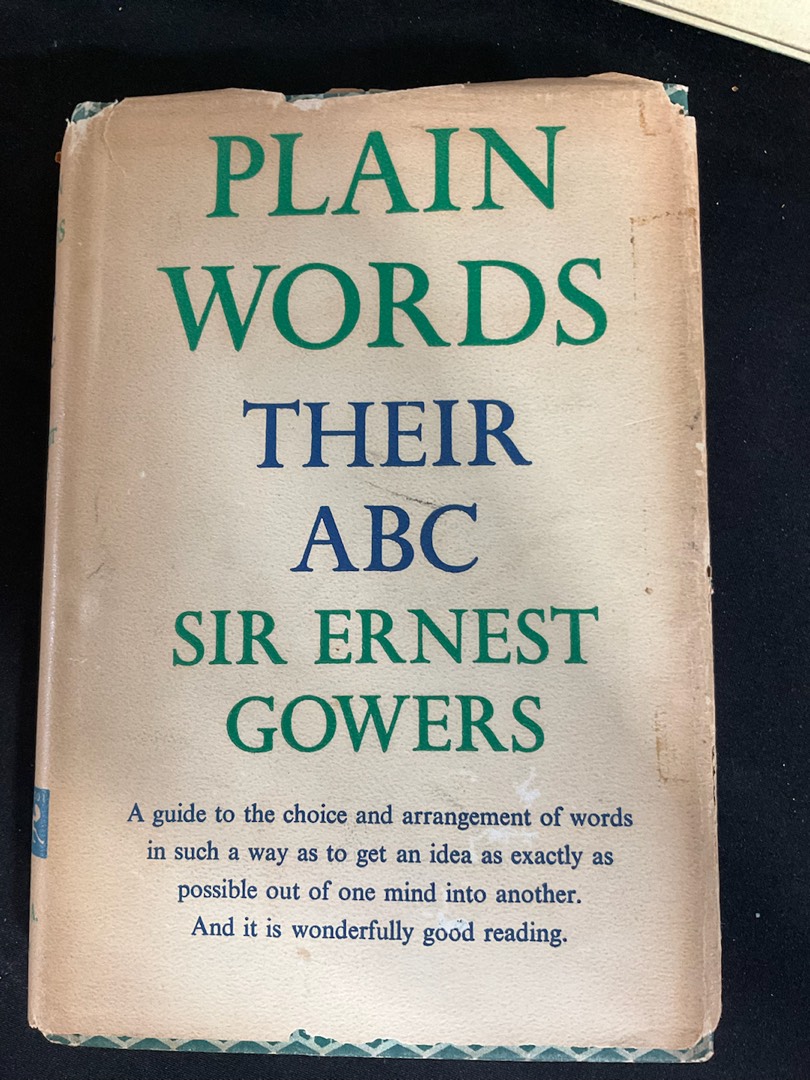 PLAIN
WORDS
THEIR
ABC
SIR ERNEST
GOWERS
A guide to the choice and arrangement of words
in such a way as to get an idea as exactly as
possible out of one mind into another.
And it is wonderfully good reading.